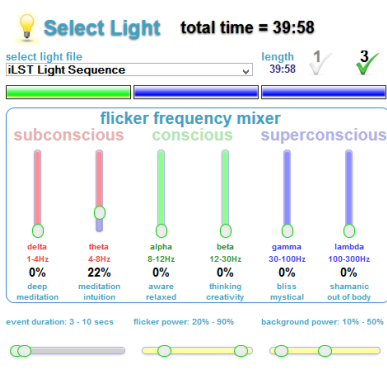 Select Light total time = 39:58
select light file length 1 3
iLST Light Sequence 39:58
flicker frequency mixer
subconscious conscious superconscious
delta theta alpha beta gamma lambda
1-4Hz 4-8Hz 8-12Hz 12-30Hz 30-100Hz 100-300Hz
0% 22% 0% 0% 0% 0%
deep meditation aware thinking bliss shamanic
meditation intuition relaxed creativity mystical out of body
event duration: 3 - 10 secs flicker power: 20% - 90% background power: 10% - 50%